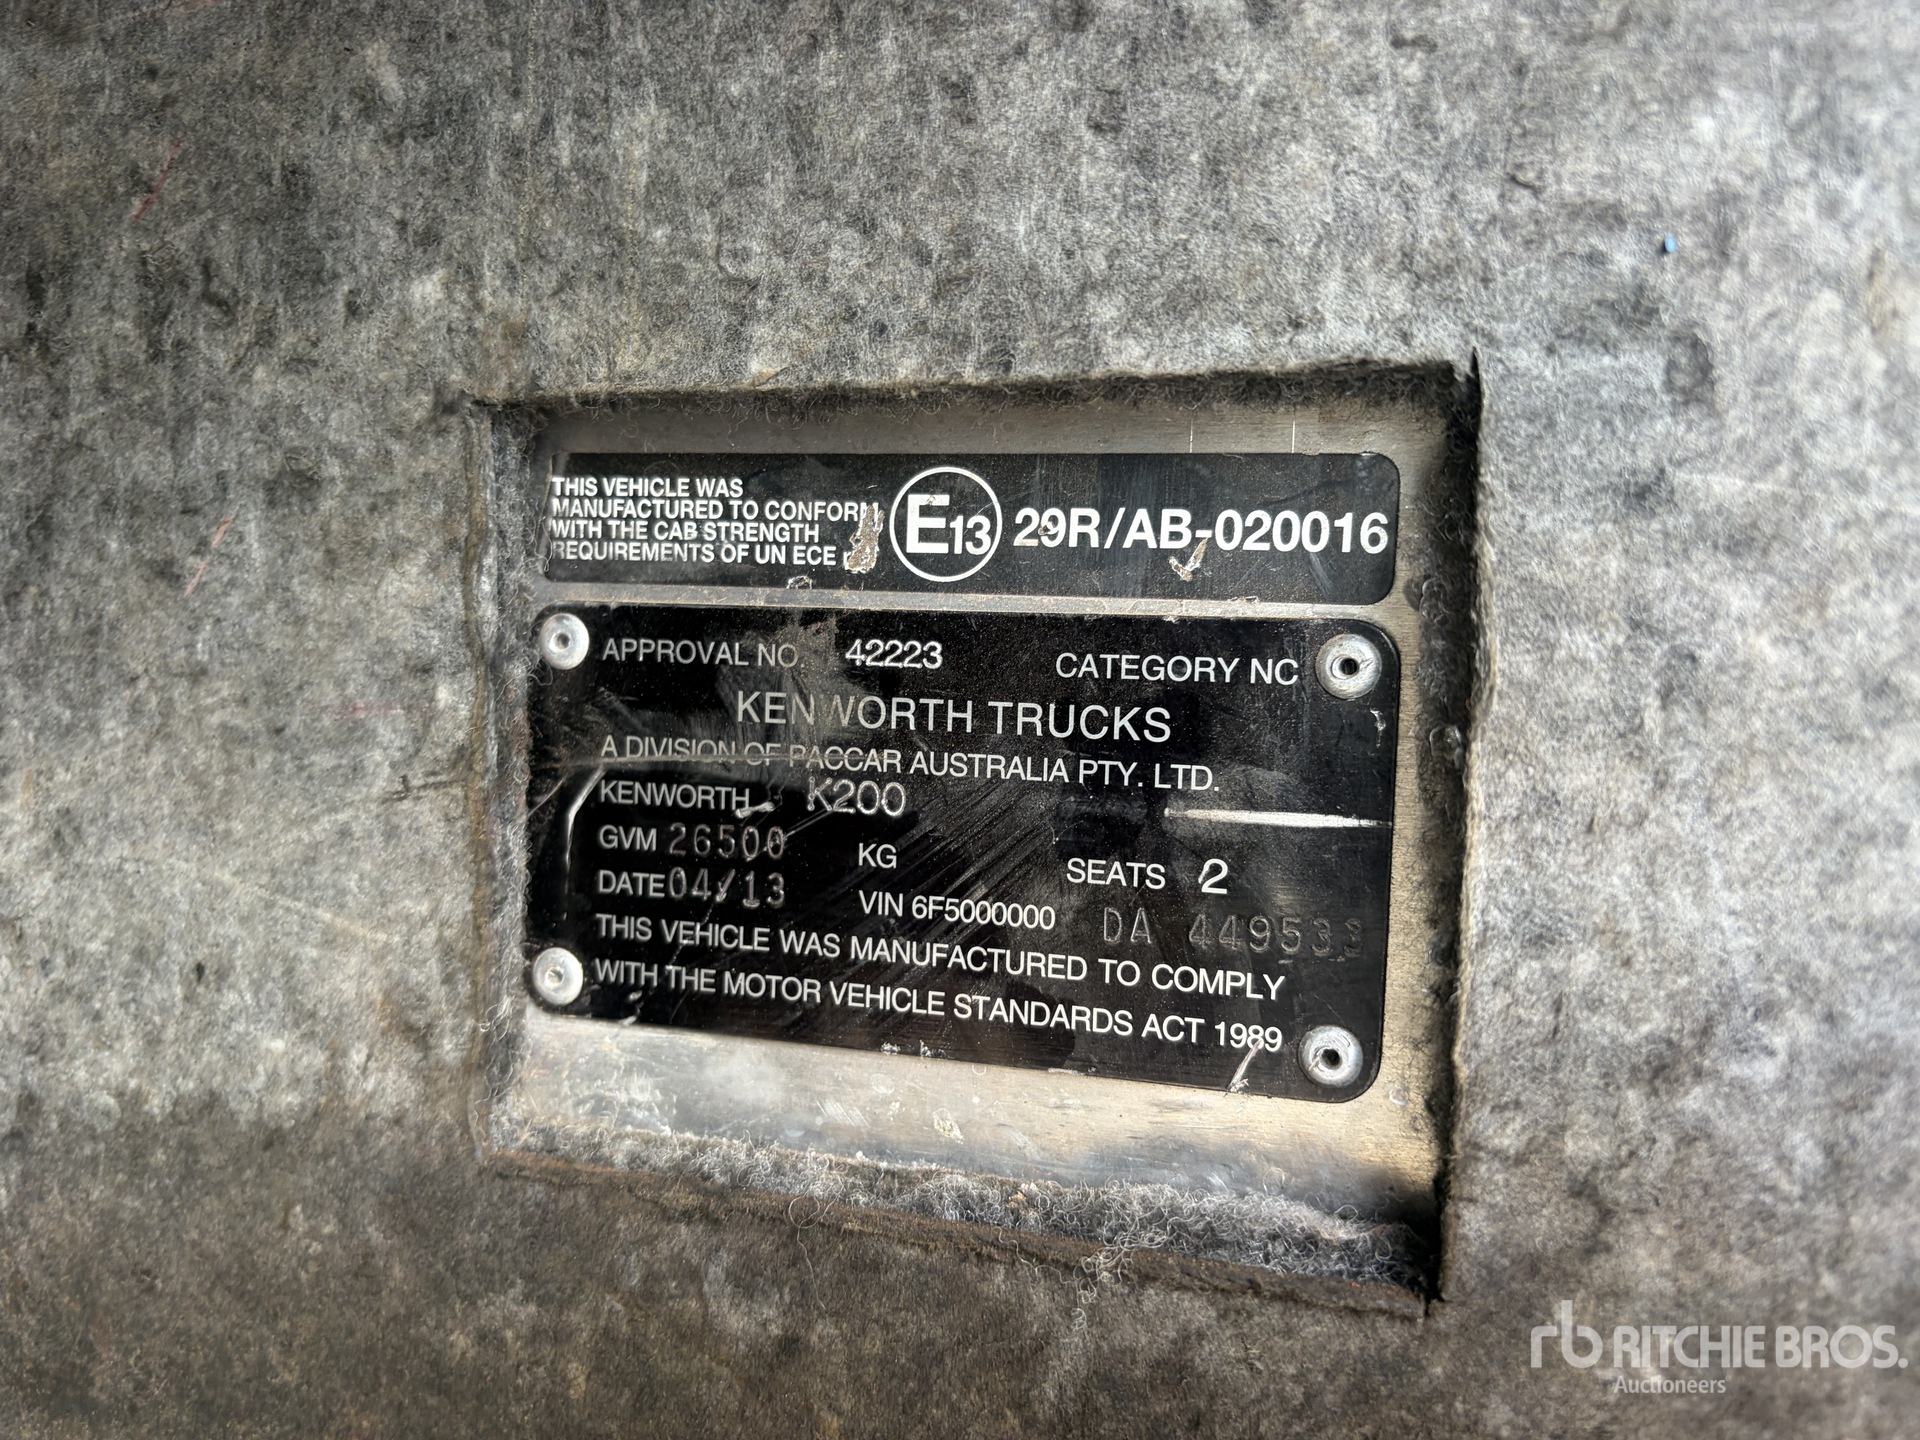 THIS VEHICLE WAS
MANUFACTURED TO CONFORM
WITH THE CAB STRENGTH
REQUIREMENTS OF UN ECE
E13 29R/AB-020016
APPROVAL NO. 42223 CATEGORY NC
KENWORTH TRUCKS
A DIVISION OF PACCAR AUSTRALIA PTY. LTD.
KENWORTH K200
GVM 26500 KG SEATS 2
DATE 04/13 VIN 6F5000000 DA
THIS VEHICLE WAS MANUFACTURED TO COMPLY
WITH THE MOTOR VEHICLE STANDARDS ACT 1989
rb RITCHIE BROS.
Auctioneers